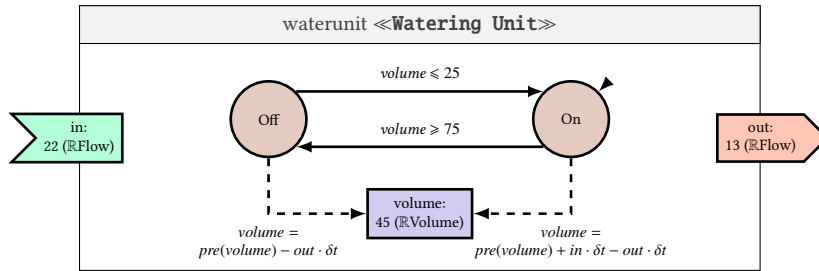 waterunit ≪Watering Unit≫
volume ⩽ 25
Off
On
volume ⩾ 75
in:
22 (ℝFlow)
out:
13 (ℝFlow)
volume:
45 (ℝVolume)
volume =
pre(volume) − out · δt
volume =
pre(volume) + in · δt − out · δt